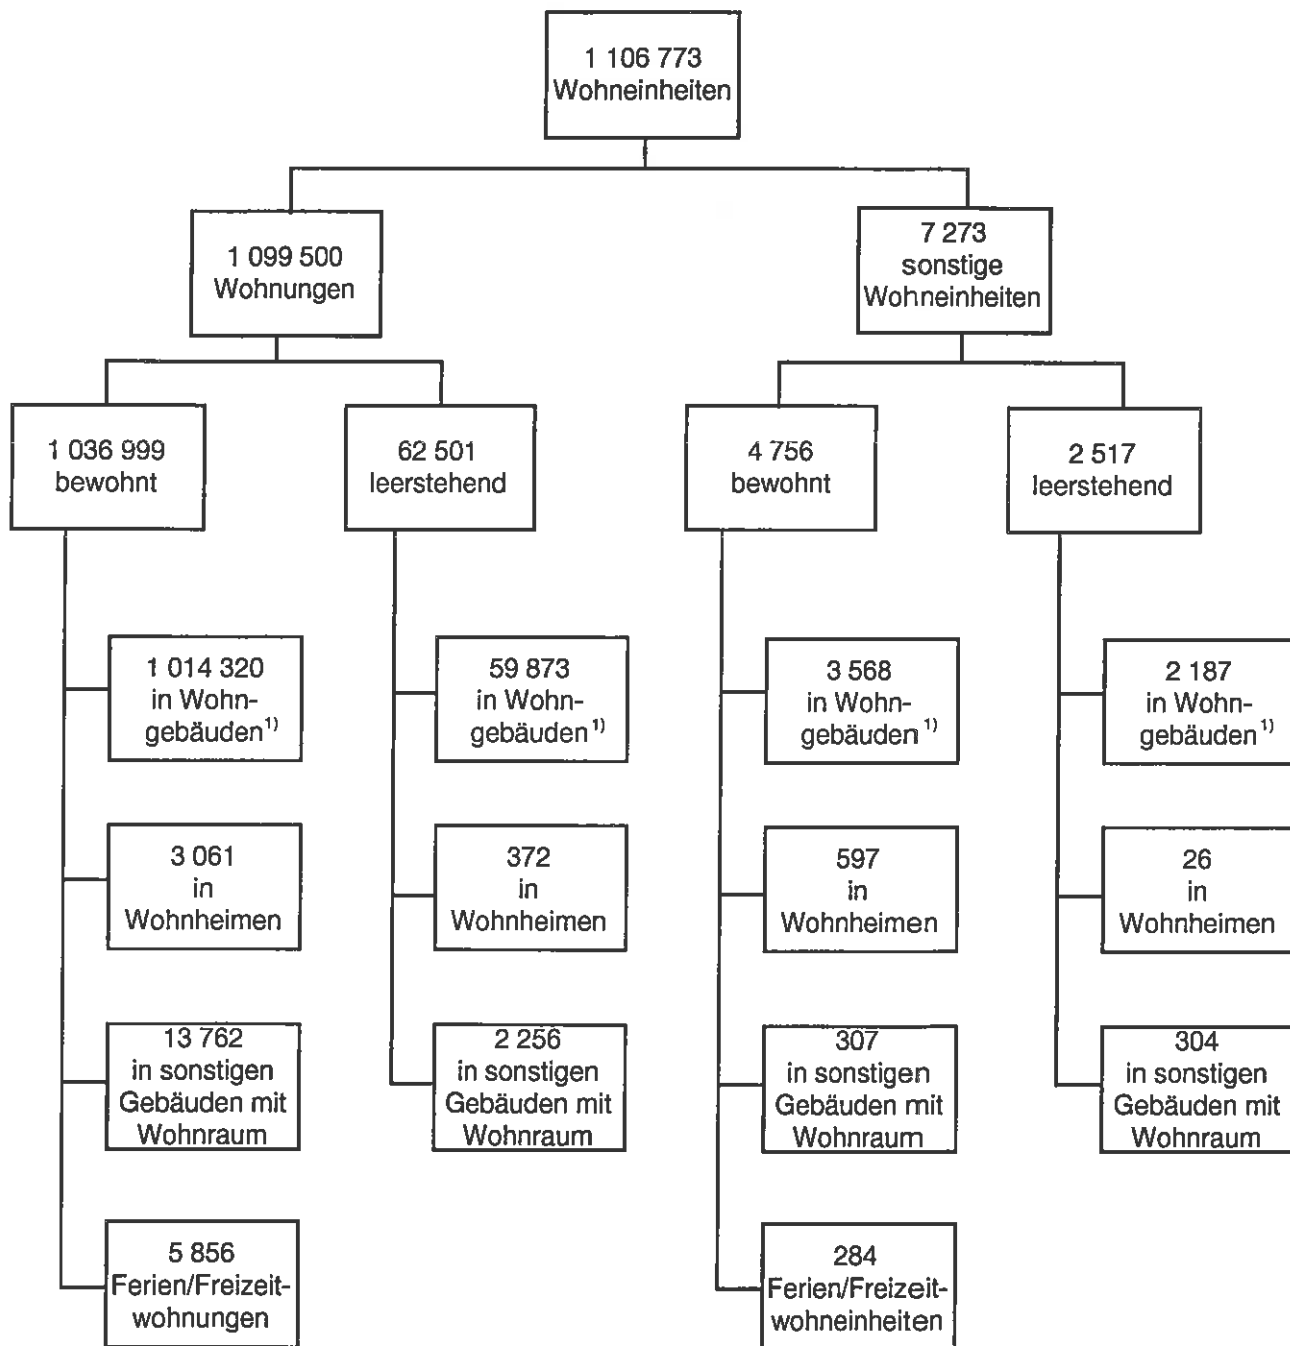 1 106 773
Wohneinheiten
1 099 500
Wohnungen
7 273
sonstige
Wohneinheiten
1 036 999
bewohnt
62 501
leerstehend
4 756
bewohnt
2 517
leerstehend
1 014 320
in Wohn-
gebäuden¹⁾
59 873
in Wohn-
gebäuden¹⁾
3 568
in Wohn-
gebäuden¹⁾
2 187
in Wohn-
gebäuden¹⁾
3 061
in
Wohnheimen
372
in
Wohnheimen
597
in
Wohnheimen
26
in
Wohnheimen
13 762
in sonstigen
Gebäuden mit
Wohnraum
2 256
in sonstigen
Gebäuden mit
Wohnraum
307
in sonstigen
Gebäuden mit
Wohnraum
304
in sonstigen
Gebäuden mit
Wohnraum
5 856
Ferien/Freizeit-
wohnungen
284
Ferien/Freizeit-
wohneinheiten